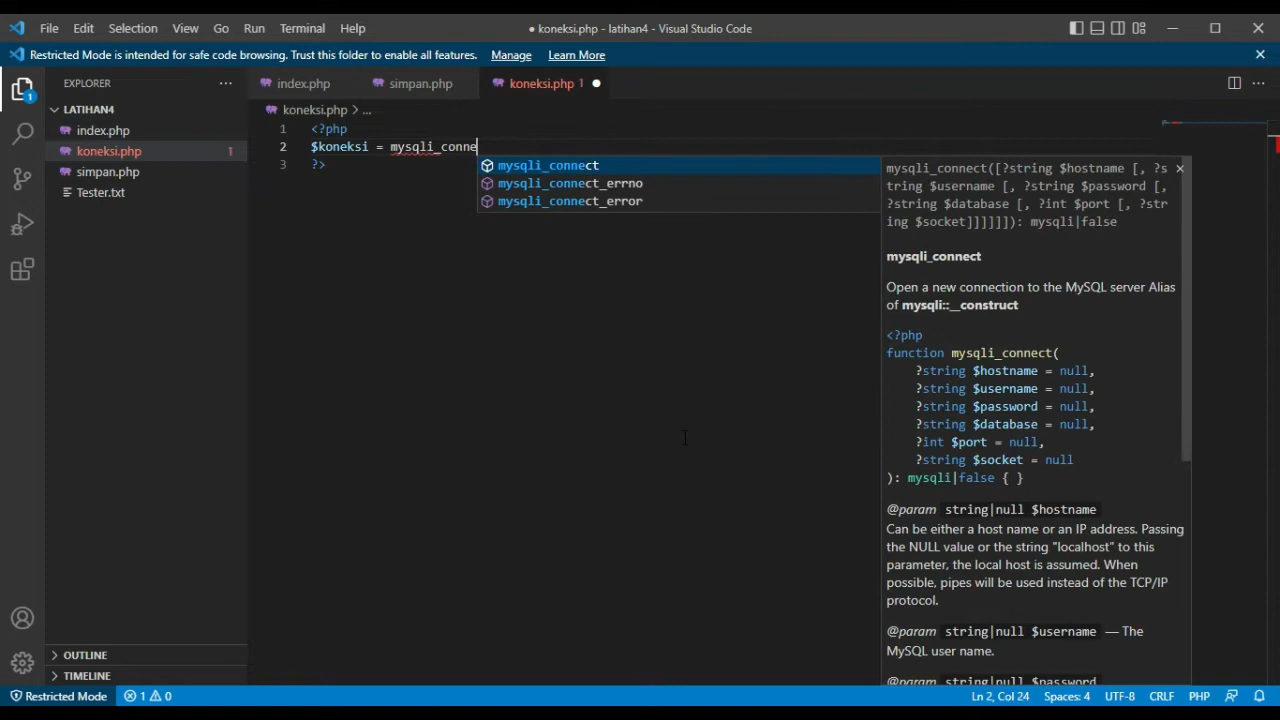 File Edit Selection View Go Run Terminal Help
● koneksi.php - latihan4 - Visual Studio Code
Restricted Mode is intended for safe code browsing. Trust this folder to enable all features. Manage Learn More
EXPLORER
LATIHAN4
index.php
koneksi.php 1
simpan.php
Tester.txt
OUTLINE
TIMELINE
index.php simpan.php koneksi.php 1
koneksi.php > ...
1 <?php
2 $koneksi = mysqli_conne
3 ?>
mysqli_connect
mysqli_connect_errno
mysqli_connect_error
mysqli_connect([?string $hostname [, ?s
tring $username [, ?string $password [,
?string $database [, ?int $port [, ?str
ing $socket]]]]]]): mysqli|false
mysqli_connect
Open a new connection to the MySQL server Alias
of mysqli::__construct
<?php
function mysqli_connect(
?string $hostname = null,
?string $username = null,
?string $password = null,
?string $database = null,
?int $port = null,
?string $socket = null
): mysqli|false { }
@param string|null $hostname
Can be either a host name or an IP address. Passing
the NULL value or the string "localhost" to this
parameter, the local host is assumed. When
possible, pipes will be used instead of the TCP/IP
protocol.
@param string|null $username — The
MySQL user name.
@param string|null $password
1
Restricted Mode 1 0 Ln 2, Col 24 Spaces: 4 UTF-8 CRLF PHP